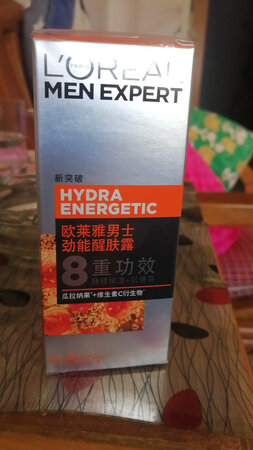 L'ORÉAL
PARIS
MEN EXPERT
新突破
HYDRA
ENERGETIC
欧莱雅男士
劲能醒肤露
8重功效
瓜拉纳果+维生素C衍生物